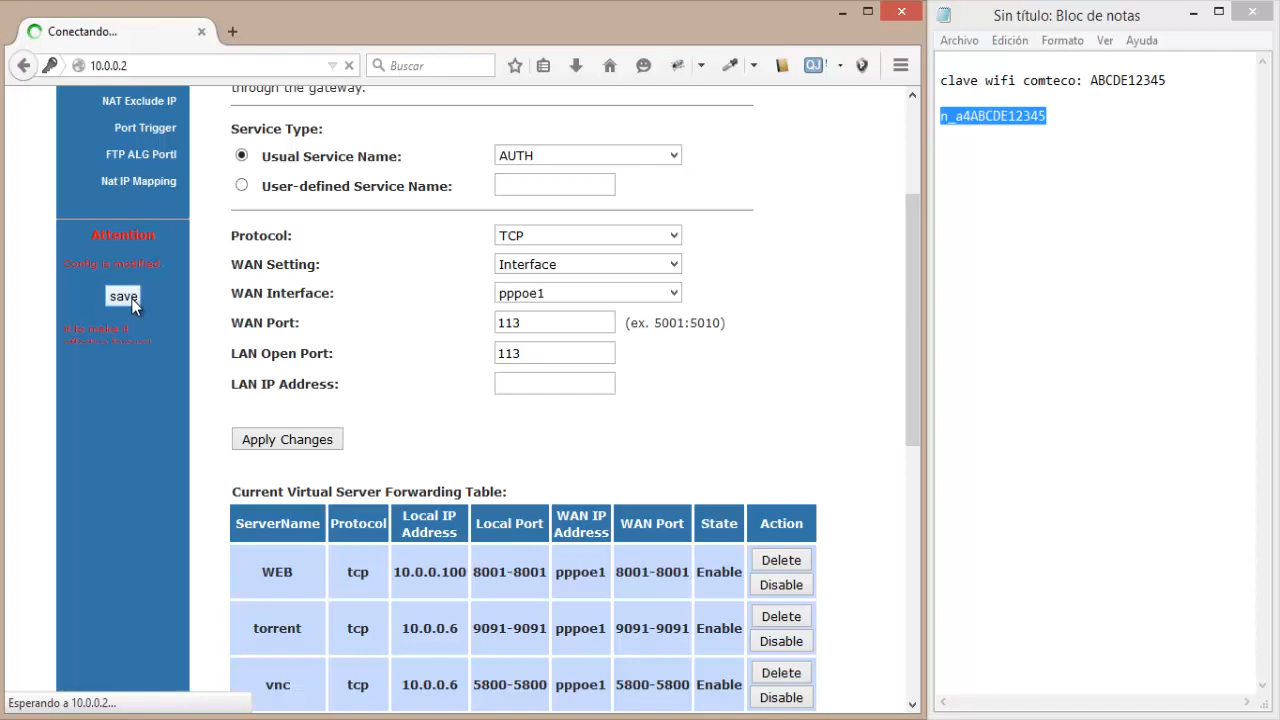 Conectando...
Sin título: Bloc de notas
10.0.0.2
Buscar
Archivo Edición Formato Ver Ayuda
clave wifi comteco: ABCDE12345
n_a4ABCDE12345
NAT Exclude IP
Port Trigger
FTP ALG Portl
Nat IP Mapping
Attention
Config is modified.
save
it to make it
effective forever!
through the gateway.
Service Type:
Usual Service Name: AUTH
User-defined Service Name:
Protocol: TCP
WAN Setting: Interface
WAN Interface: pppoe1
WAN Port: 113 (ex. 5001:5010)
LAN Open Port: 113
LAN IP Address:
Apply Changes
Current Virtual Server Forwarding Table:
ServerName Protocol Local IP Address Local Port WAN IP Address WAN Port State Action
WEB tcp 10.0.0.100 8001-8001 pppoe1 8001-8001 Enable Delete Disable
torrent tcp 10.0.0.6 9091-9091 pppoe1 9091-9091 Enable Delete Disable
vnc tcp 10.0.0.6 5800-5800 pppoe1 5800-5800 Enable Delete Disable
Esperando a 10.0.0.2...